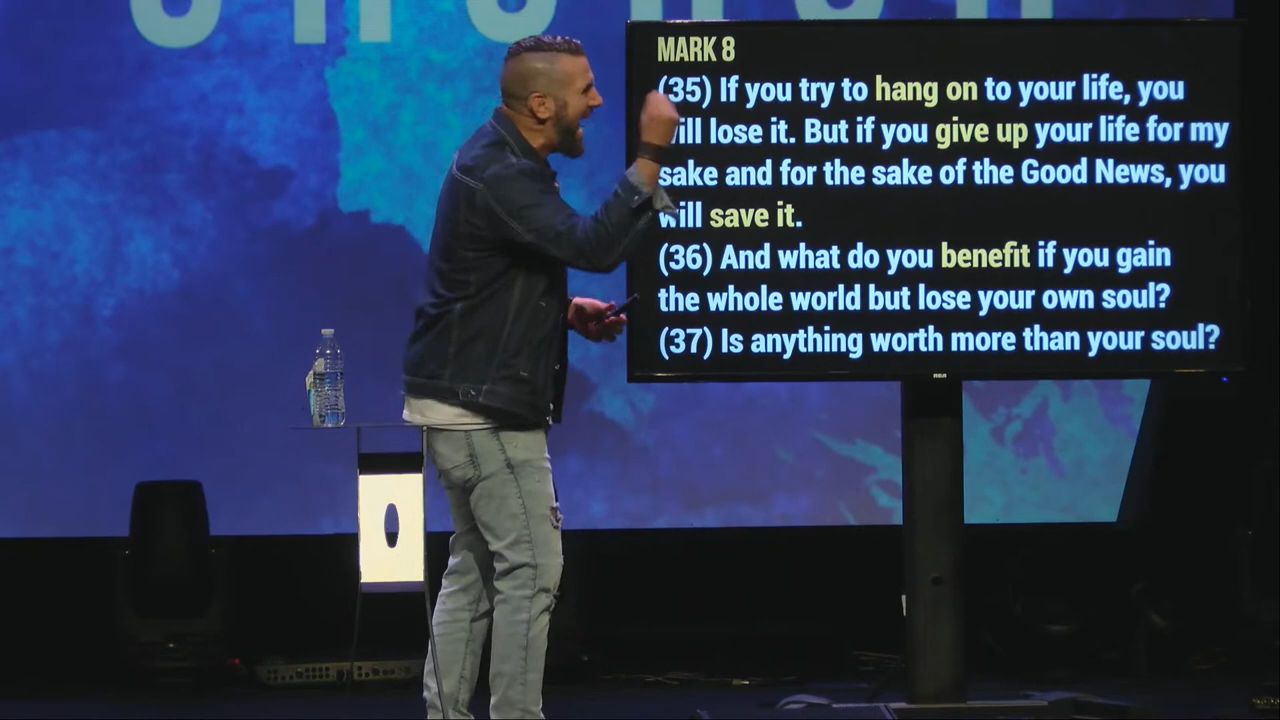 CHURCH
MARK 8
(35) If you try to hang on to your life, you
will lose it. But if you give up your life for my
sake and for the sake of the Good News, you
will save it.
(36) And what do you benefit if you gain
the whole world but lose your own soul?
(37) Is anything worth more than your soul?
RCA